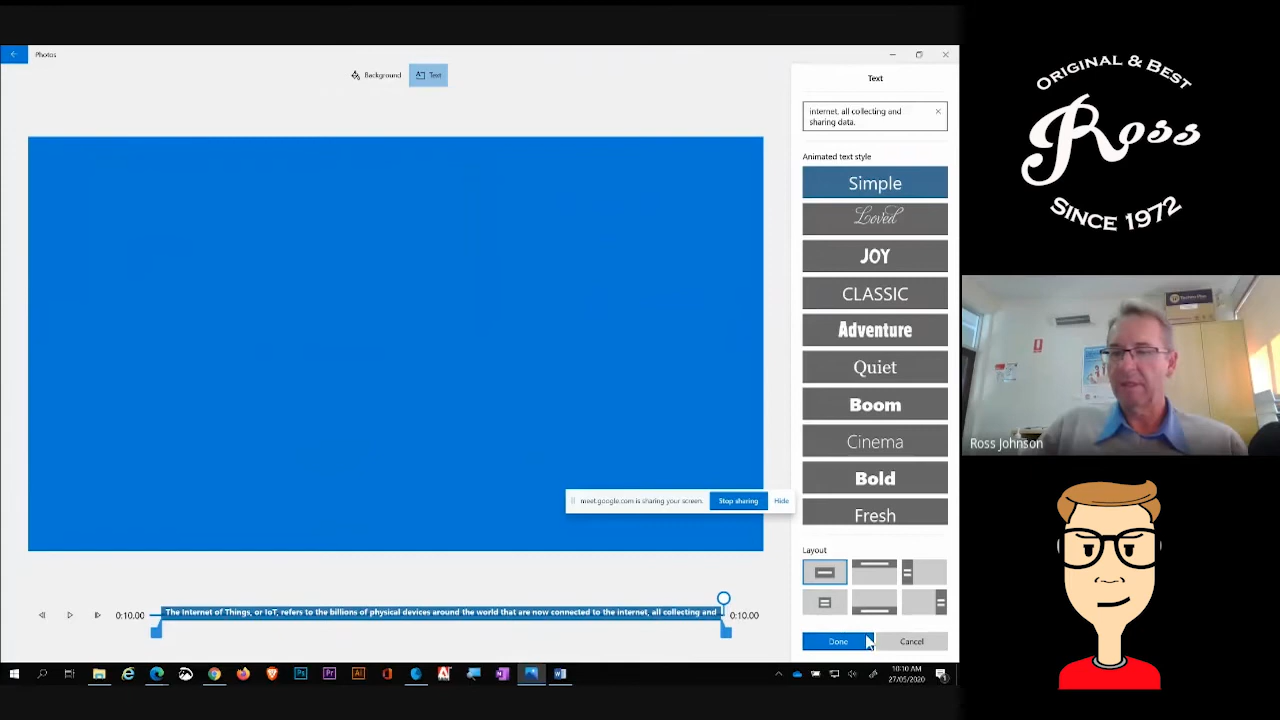 Photos
Background
Text
Text
internet, all collecting and
sharing data.
Animated text style
Simple
Loved
JOY
CLASSIC
Adventure
Quiet
Boom
Cinema
Bold
Fresh
meet.google.com is sharing your screen.
Stop sharing
Hide
Layout
0:10.00
The Internet of Things, or IoT, refers to the billions of physical devices around the world that are now connected to the internet, all collecting and
0:10.00
Done
Cancel
Ps
Pr
Ai
10:10 AM
27/05/2020
ORIGINAL & BEST
Ross
SINCE 1972
Ross Johnson